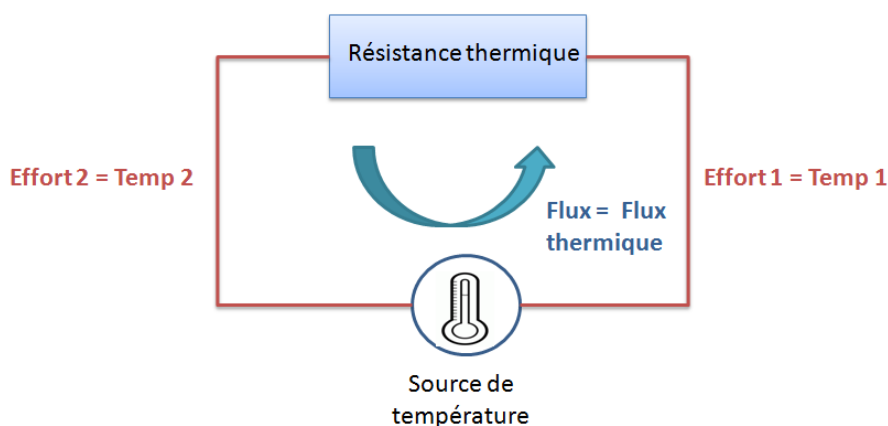 Résistance thermique
Effort 2 = Temp 2
Effort 1 = Temp 1
Flux = Flux
thermique
Source de
température